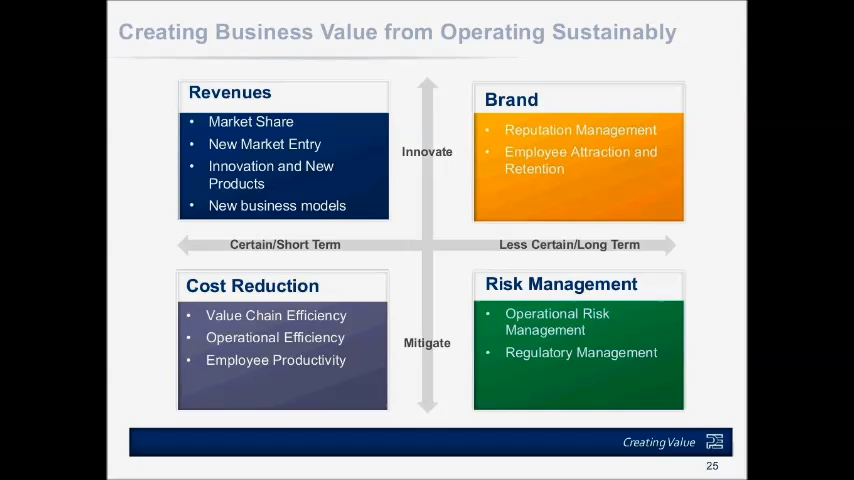 Creating Business Value from Operating Sustainably
Revenues
• Market Share
• New Market Entry
• Innovation and New
Products
• New business models
Innovate
Brand
• Reputation Management
• Employee Attraction and
Retention
Certain/Short Term
Less Certain/Long Term
Cost Reduction
• Value Chain Efficiency
• Operational Efficiency
• Employee Productivity
Mitigate
Risk Management
• Operational Risk
Management
• Regulatory Management
Creating Value
25